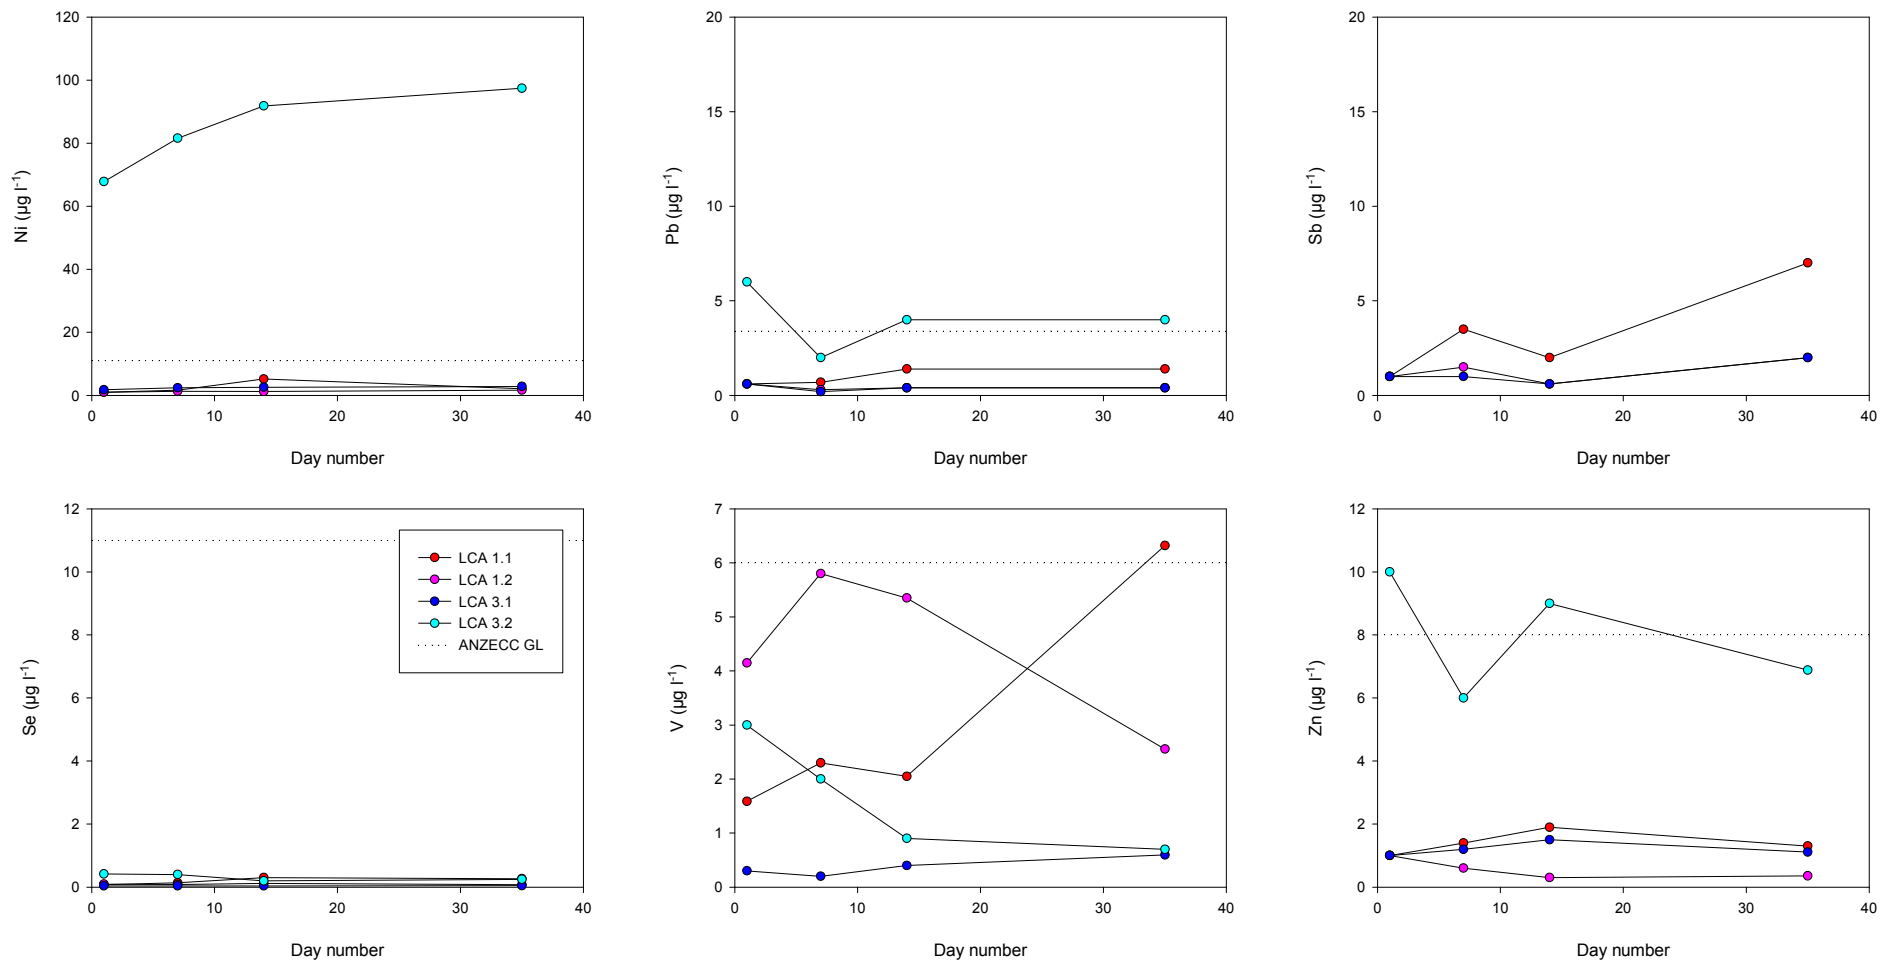 120
100
80
60
40
20
0
Ni (µg l⁻¹)
0 10 20 30 40
Day number
20
15
10
5
0
Pb (µg l⁻¹)
0 10 20 30 40
Day number
20
15
10
5
0
Sb (µg l⁻¹)
0 10 20 30 40
Day number
12
10
8
6
4
2
0
Se (µg l⁻¹)
LCA 1.1
LCA 1.2
LCA 3.1
LCA 3.2
ANZECC GL
0 10 20 30 40
Day number
7
6
5
4
3
2
1
0
V (µg l⁻¹)
0 10 20 30 40
Day number
12
10
8
6
4
2
0
Zn (µg l⁻¹)
0 10 20 30 40
Day number